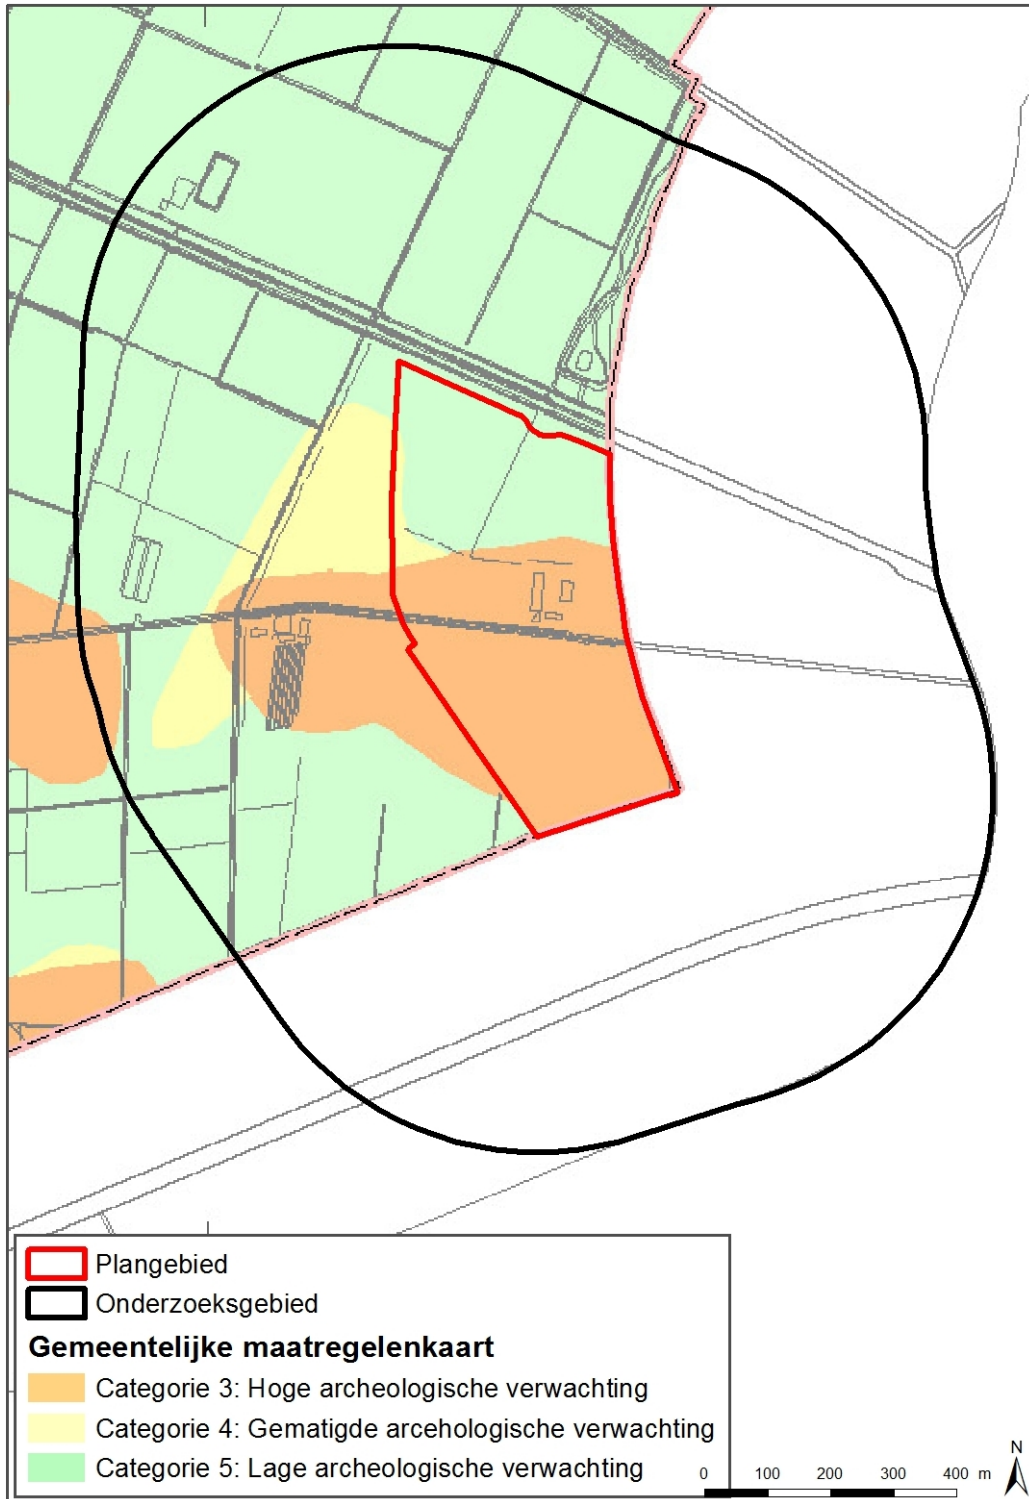 Plangebied
Onderzoeksgebied
Gemeentelijke maatregelenkaart
Categorie 3: Hoge archeologische verwachting
Categorie 4: Gematigde arcehologische verwachting
Categorie 5: Lage archeologische verwachting
0 100 200 300 400 m
N